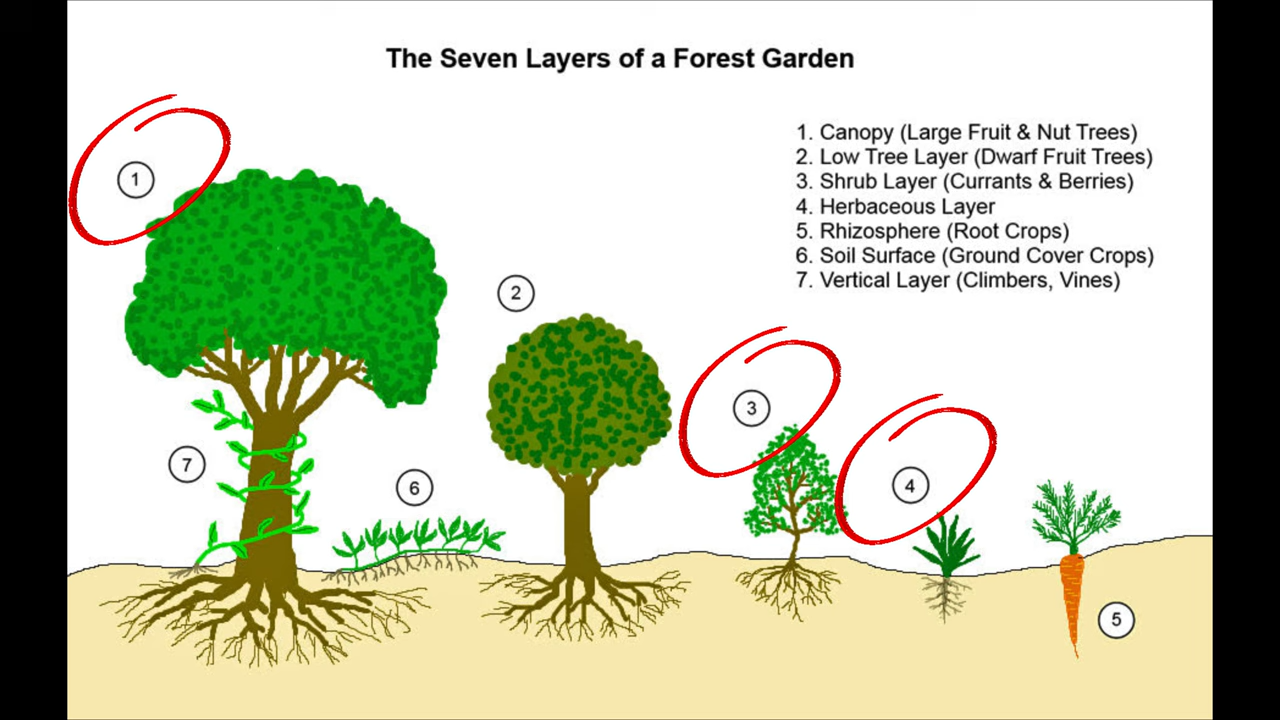 The Seven Layers of a Forest Garden
1. Canopy (Large Fruit & Nut Trees)
2. Low Tree Layer (Dwarf Fruit Trees)
3. Shrub Layer (Currants & Berries)
4. Herbaceous Layer
5. Rhizosphere (Root Crops)
6. Soil Surface (Ground Cover Crops)
7. Vertical Layer (Climbers, Vines)
1
2
3
7
6
4
5